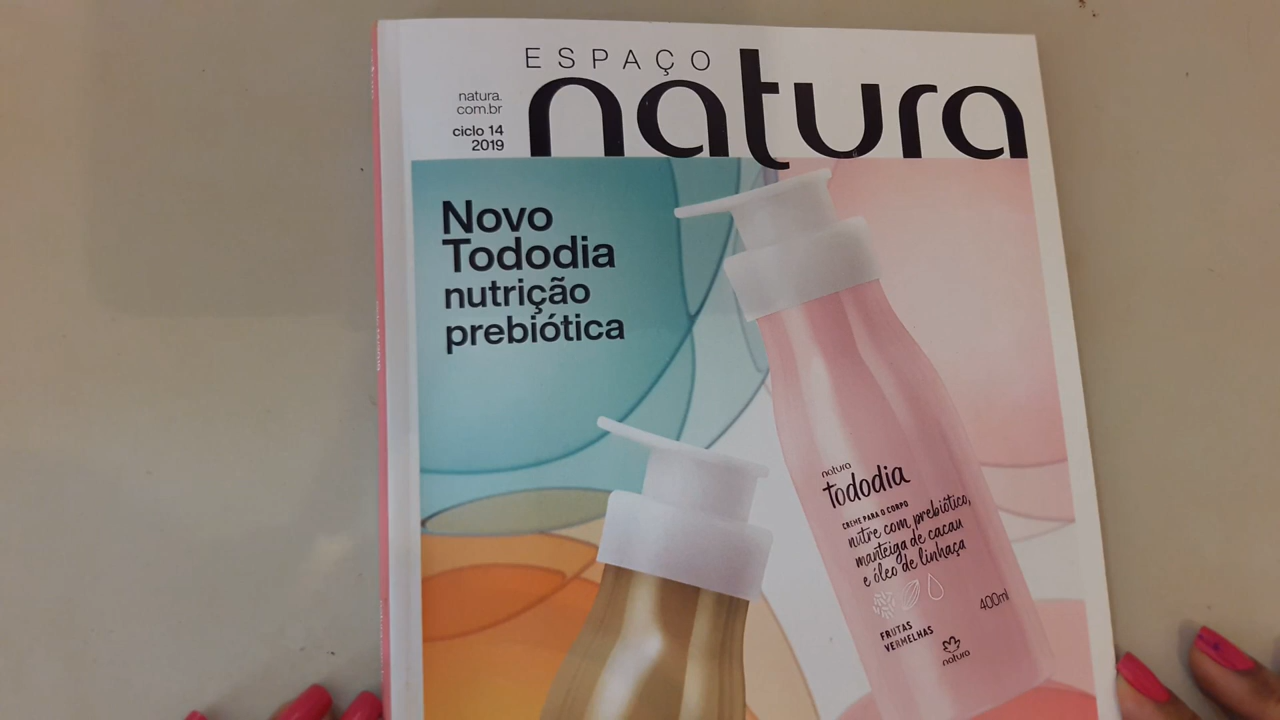 ESPAÇO
natura
natura.
com.br
ciclo 14
2019
Novo
Tododia
nutrição
prebiótica
natura
tododia
CREME PARA O CORPO
nutre com prebiótico,
manteiga de cacau
e óleo de linhaça
400ml
FRUTAS
VERMELHAS
natura